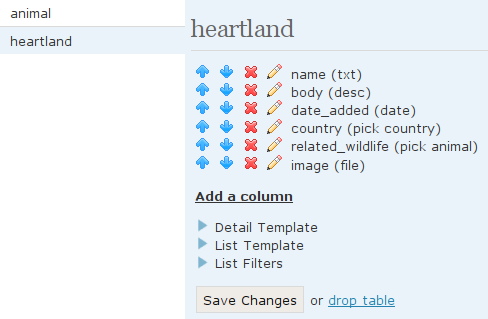 animal
heartland
heartland
name (txt)
body (desc)
date_added (date)
country (pick country)
related_wildlife (pick animal)
image (file)
Add a column
Detail Template
List Template
List Filters
Save Changes or drop table